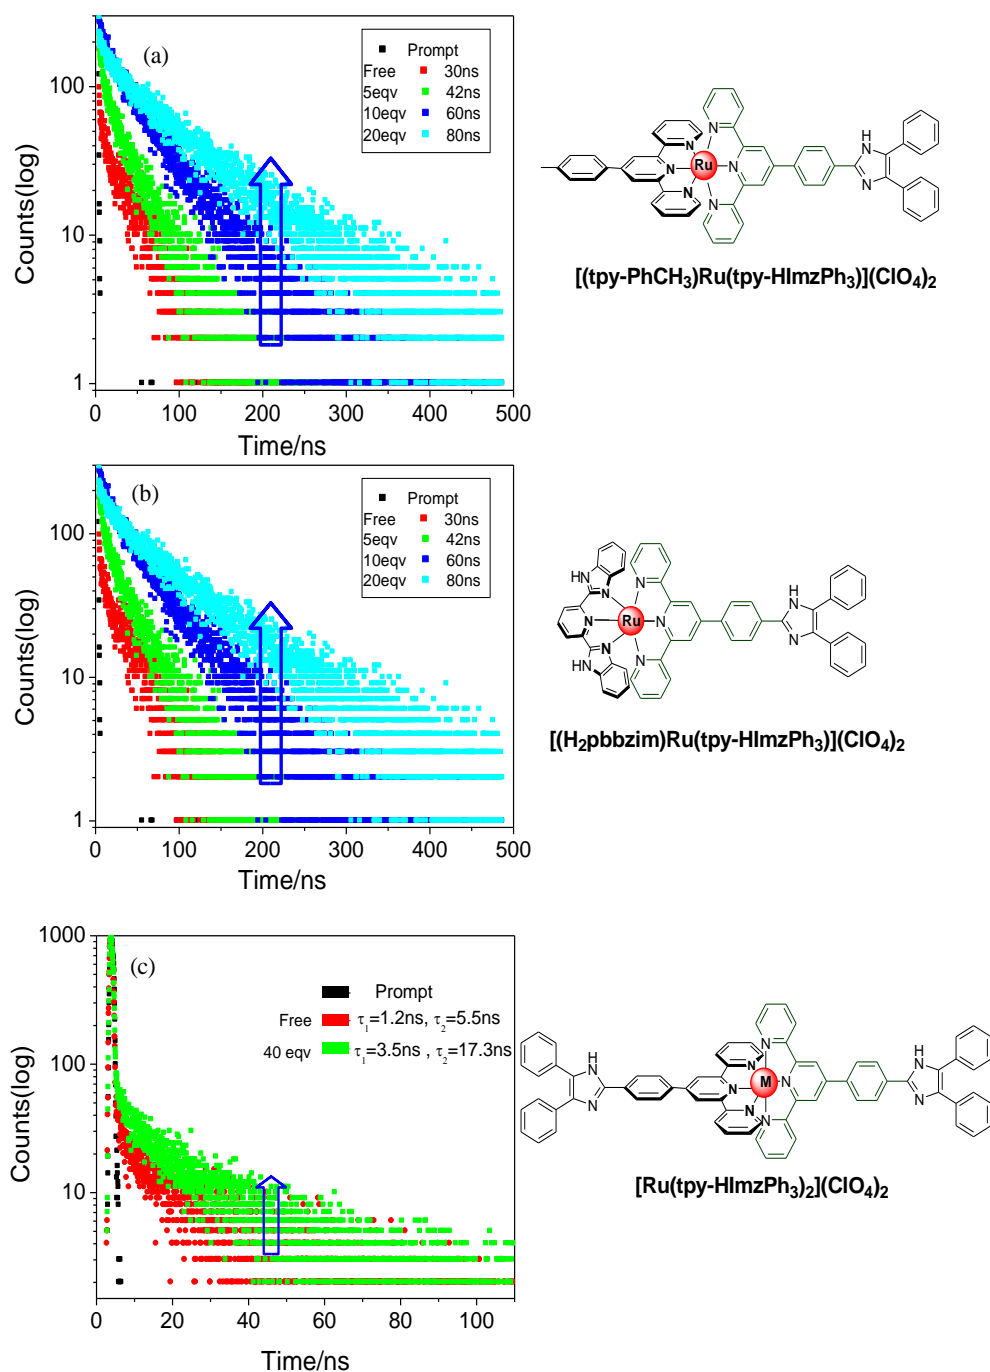 (a)
Prompt
Free 30ns
5eqv 42ns
10eqv 60ns
20eqv 80ns
Counts(log)
100
10
1
0 100 200 300 400 500
Time/ns
N N NH
N Ru N
N N N
[(tpy-PhCH₃)Ru(tpy-HImzPh₃)](ClO₄)₂
(b)
Prompt
Free 30ns
5eqv 42ns
10eqv 60ns
20eqv 80ns
Counts(log)
100
10
1
0 100 200 300 400 500
Time/ns
HN N N NH
N Ru N
N HN N N
[(H₂pbbzim)Ru(tpy-HImzPh₃)](ClO₄)₂
(c)
Prompt
Free τ₁=1.2ns, τ₂=5.5ns
40 eqv τ₁=3.5ns , τ₂=17.3ns
Counts(log)
1000
100
10
0 20 40 60 80 100
Time/ns
H N N N NH
N M N
N N N N
[Ru(tpy-HImzPh₃)₂](ClO₄)₂